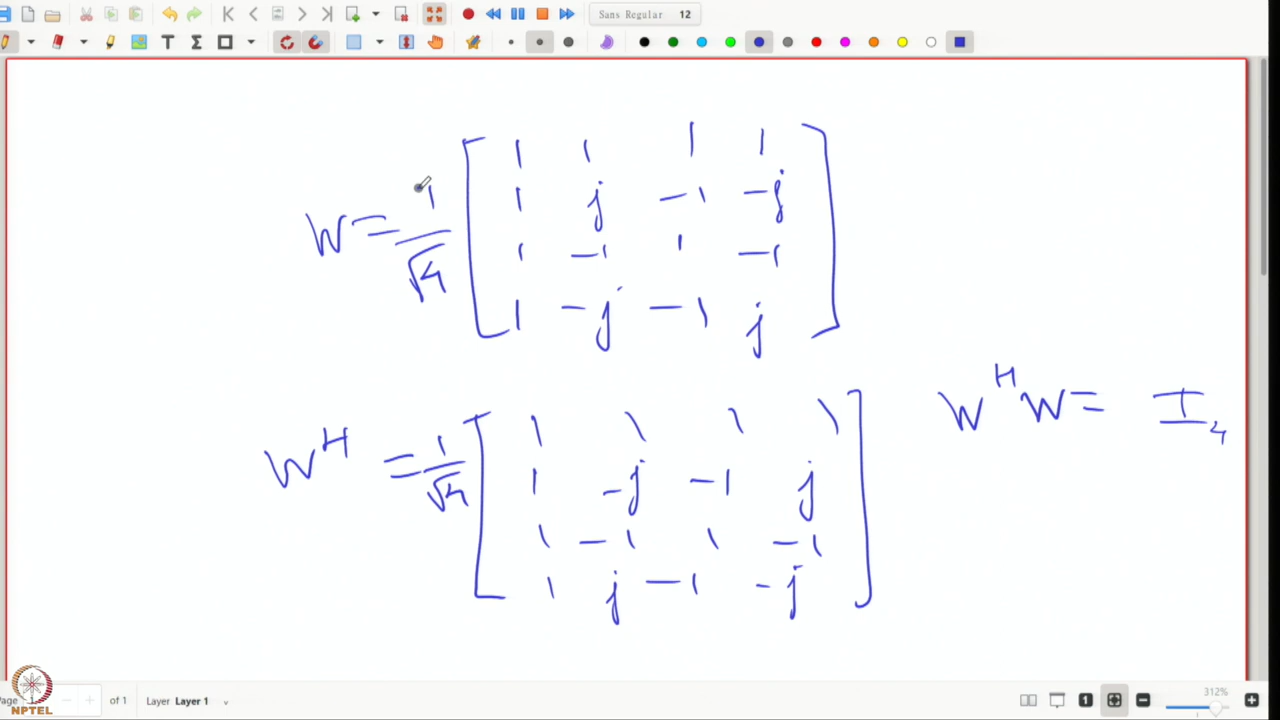 Sans Regular 12
W = 1/√4 [ 1 1 1 1
1 j -1 -j
1 -1 1 -1
1 -j -1 j ]
W^H = 1/√4 [ 1 1 1 1
1 -j -1 j
1 -1 1 -1
1 j -1 -j ]
W^H W = I_4
NPTEL
Page of 1 Layer Layer 1
1 312%